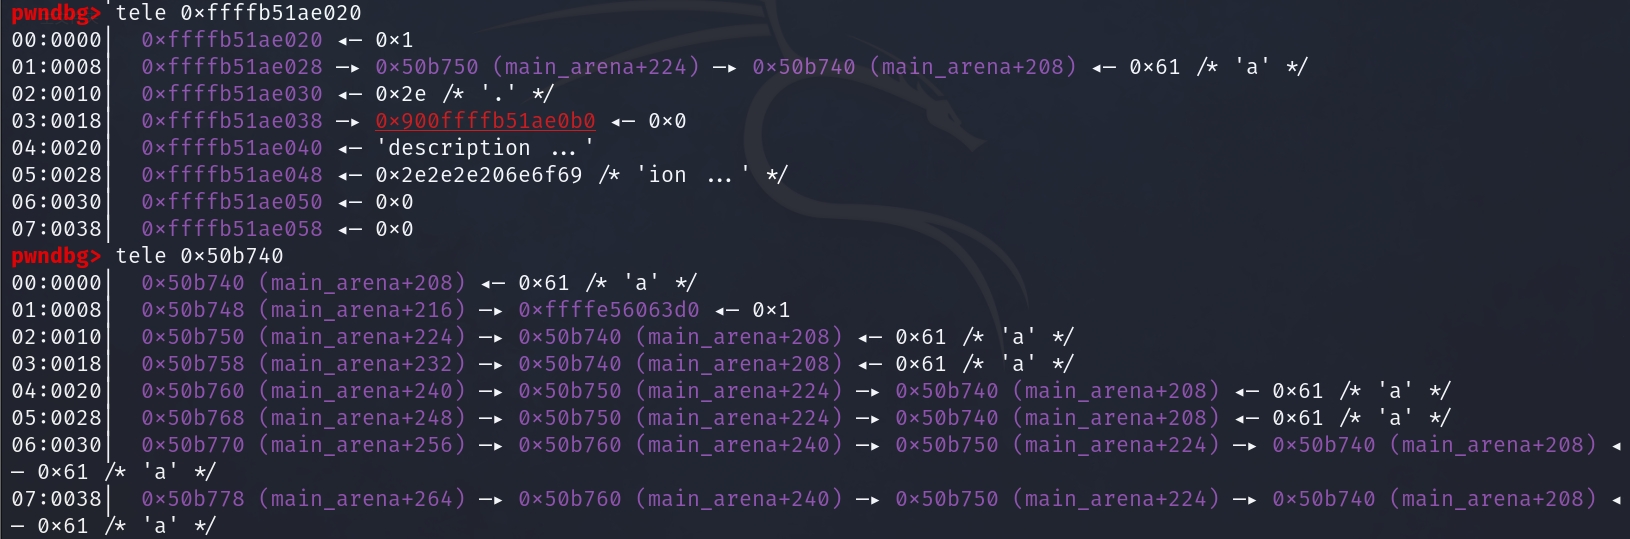 pwndbg> tele 0xffffb51ae020
00:0000│  0xffffb51ae020 ◂— 0x1
01:0008│  0xffffb51ae028 —▸ 0x50b750 (main_arena+224) —▸ 0x50b740 (main_arena+208) ◂— 0x61 /* 'a' */
02:0010│  0xffffb51ae030 ◂— 0x2e /* '.' */
03:0018│  0xffffb51ae038 —▸ 0x900ffffb51ae0b0 ◂— 0x0
04:0020│  0xffffb51ae040 ◂— 'description ...'
05:0028│  0xffffb51ae048 ◂— 0x2e2e2e206e6f69 /* 'ion ...' */
06:0030│  0xffffb51ae050 ◂— 0x0
07:0038│  0xffffb51ae058 ◂— 0x0
pwndbg> tele 0x50b740
00:0000│  0x50b740 (main_arena+208) ◂— 0x61 /* 'a' */
01:0008│  0x50b748 (main_arena+216) —▸ 0xffffe56063d0 ◂— 0x1
02:0010│  0x50b750 (main_arena+224) —▸ 0x50b740 (main_arena+208) ◂— 0x61 /* 'a' */
03:0018│  0x50b758 (main_arena+232) —▸ 0x50b740 (main_arena+208) ◂— 0x61 /* 'a' */
04:0020│  0x50b760 (main_arena+240) —▸ 0x50b750 (main_arena+224) —▸ 0x50b740 (main_arena+208) ◂— 0x61 /* 'a' */
05:0028│  0x50b768 (main_arena+248) —▸ 0x50b750 (main_arena+224) —▸ 0x50b740 (main_arena+208) ◂— 0x61 /* 'a' */
06:0030│  0x50b770 (main_arena+256) —▸ 0x50b760 (main_arena+240) —▸ 0x50b750 (main_arena+224) —▸ 0x50b740 (main_arena+208) ◂
— 0x61 /* 'a' */
07:0038│  0x50b778 (main_arena+264) —▸ 0x50b760 (main_arena+240) —▸ 0x50b750 (main_arena+224) —▸ 0x50b740 (main_arena+208) ◂
— 0x61 /* 'a' */